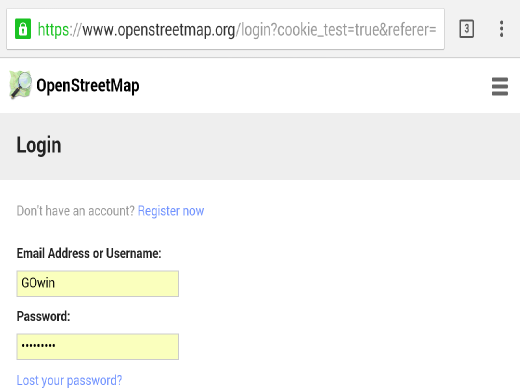 https://www.openstreetmap.org/login?cookie_test=true&referer=
3
OpenStreetMap
Login
Don't have an account? Register now
Email Address or Username:
GOwin
Password:
•••••••••
Lost your password?